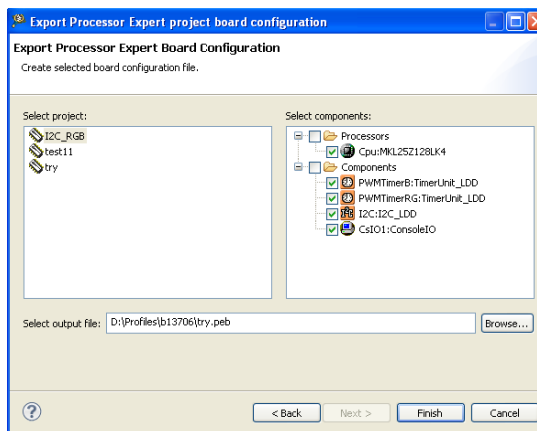 Export Processor Expert project board configuration
Export Processor Expert Board Configuration
Create selected board configuration file.
Select project:
I2C_RGB
test11
try
Select components:
Processors
Cpu:MKL25Z128LK4
Components
PWMTimerB:TimerUnit_LDD
PWMTimerRG:TimerUnit_LDD
I2C:I2C_LDD
CsIO1:ConsoleIO
Select output file: D:\Profiles\b13706\try.peb Browse...
< Back Next > Finish Cancel